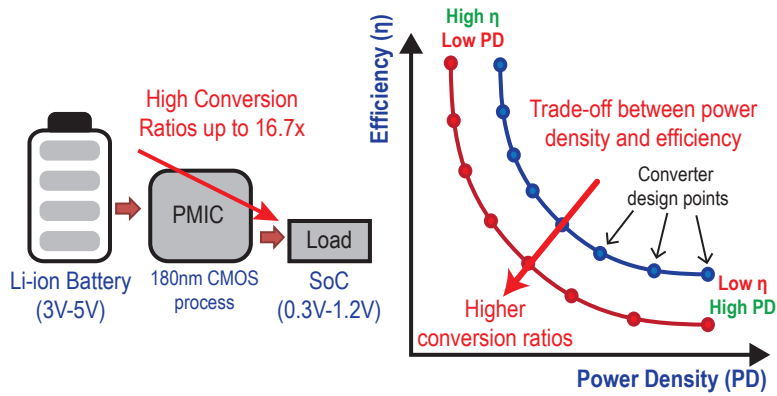 High Conversion
Ratios up to 16.7x
PMIC
Load
Li-ion Battery
(3V-5V)
180nm CMOS
process
SoC
(0.3V-1.2V)
Efficiency (η)
High η
Low PD
Trade-off between power
density and efficiency
Converter
design points
Low η
High PD
Higher
conversion ratios
Power Density (PD)